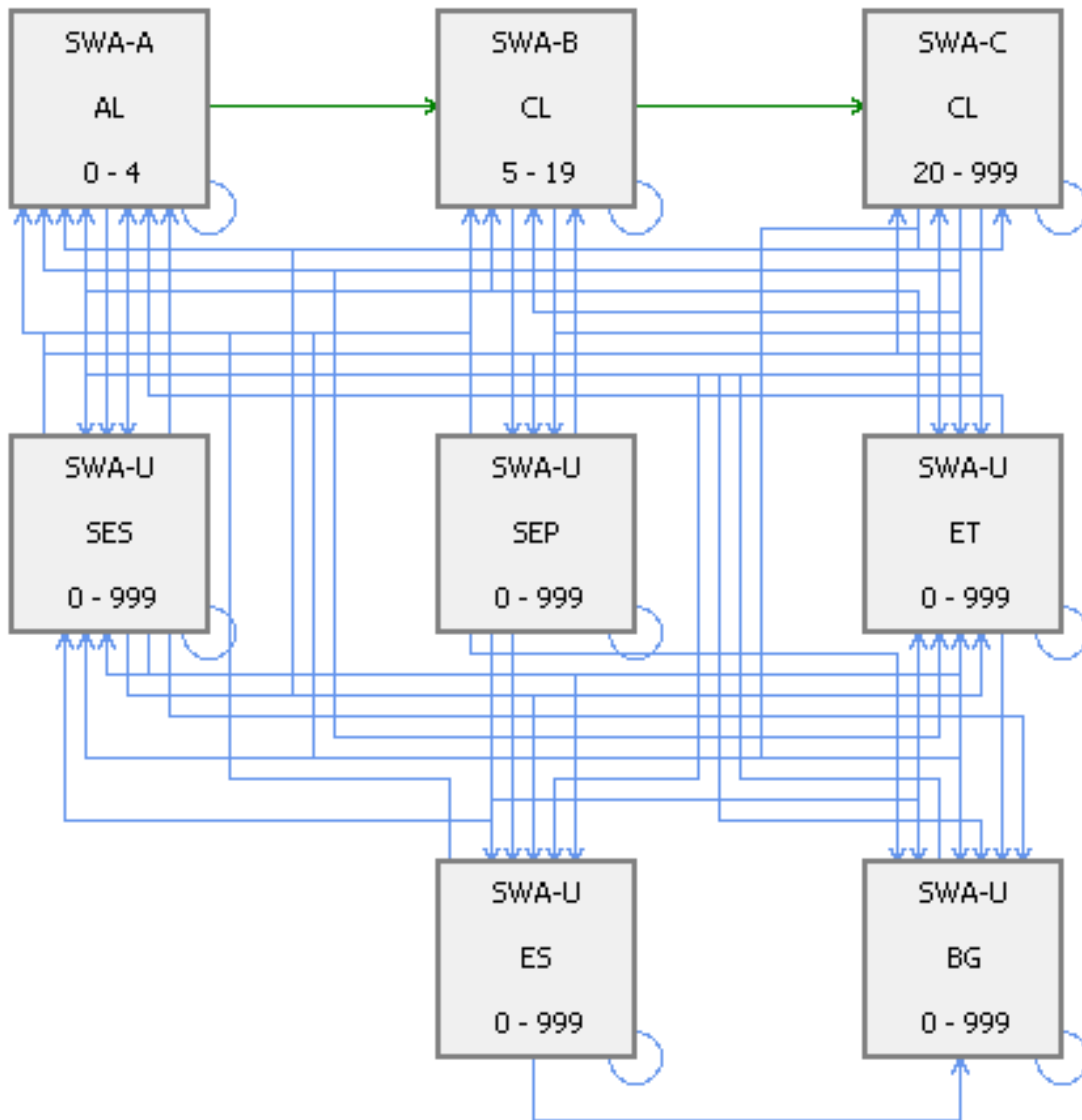 SWA-A
AL
0 - 4
SWA-B
CL
5 - 19
SWA-C
CL
20 - 999
SWA-U
SES
0 - 999
SWA-U
SEP
0 - 999
SWA-U
ET
0 - 999
SWA-U
ES
0 - 999
SWA-U
BG
0 - 999